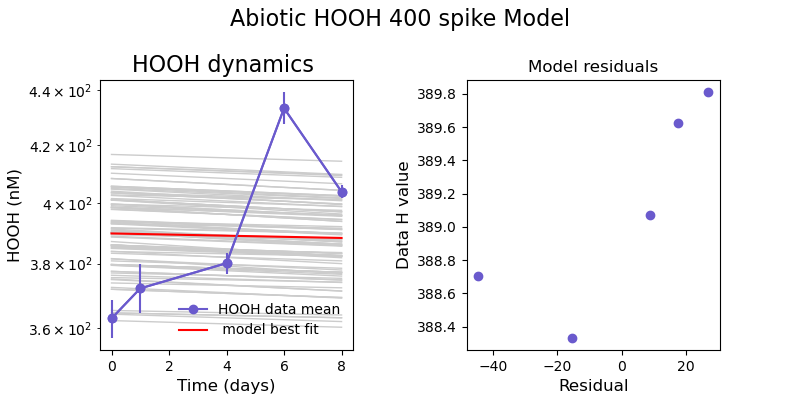 Abiotic HOOH 400 spike Model
HOOH dynamics
HOOH (nM)
4.4 × 10²
4.2 × 10²
4 × 10²
3.8 × 10²
3.6 × 10²
HOOH data mean
model best fit
0 2 4 6 8
Time (days)
Model residuals
Data H value
389.8
389.6
389.4
389.2
389.0
388.8
388.6
388.4
−40 −20 0 20
Residual